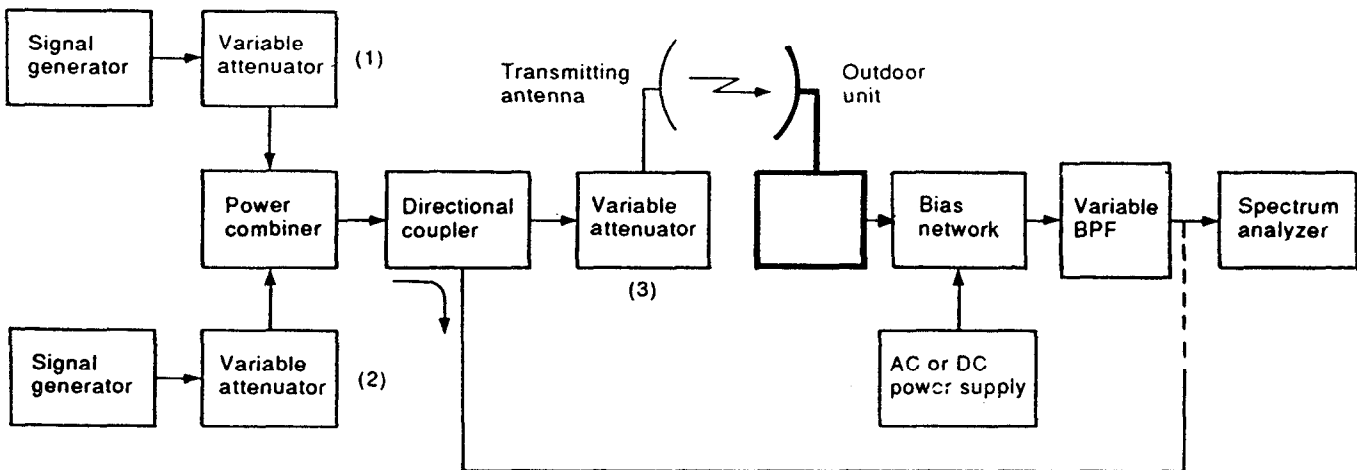 Signal
generator
Variable
attenuator
(1)
Transmitting
antenna
Outdoor
unit
Power
combiner
Directional
coupler
Variable
attenuator
(3)
Bias
network
Variable
BPF
Spectrum
analyzer
Signal
generator
Variable
attenuator
(2)
AC or DC
power supply